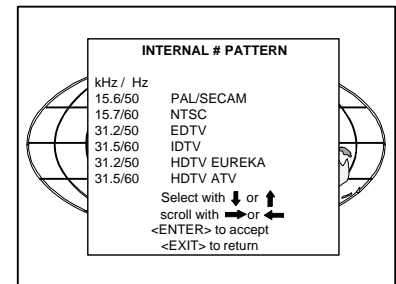 INTERNAL # PATTERN
kHz / Hz
15.6/50 PAL/SECAM
15.7/60 NTSC
31.2/50 EDTV
31.5/60 IDTV
31.2/50 HDTV EUREKA
31.5/60 HDTV ATV
Select with ⬇ or ⬆
scroll with ➡ or ⬅
<ENTER> to accept
<EXIT> to return